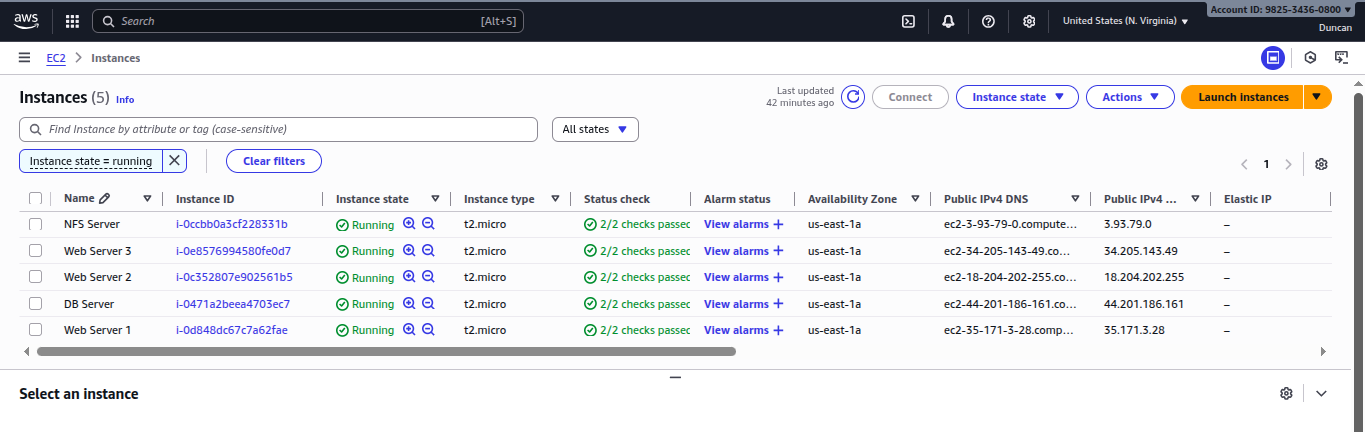 aws Search [Alt+S] United States (N. Virginia) Account ID: 9825-3436-0800
Duncan
EC2 Instances
Instances (5) Info Last updated 42 minutes ago Connect Instance state Actions Launch instances
Find Instance by attribute or tag (case-sensitive) All states
Instance state = running Clear filters 1
Name Instance ID Instance state Instance type Status check Alarm status Availability Zone Public IPv4 DNS Public IPv4 ... Elastic IP
NFS Server i-0ccbb0a3cf228331b Running t2.micro 2/2 checks passec View alarms + us-east-1a ec2-3-93-79-0.compute... 3.93.79.0 –
Web Server 3 i-0e8576994580fe0d7 Running t2.micro 2/2 checks passec View alarms + us-east-1a ec2-34-205-143-49.co... 34.205.143.49 –
Web Server 2 i-0c352807e902561b5 Running t2.micro 2/2 checks passec View alarms + us-east-1a ec2-18-204-202-255.co... 18.204.202.255 –
DB Server i-0471a2beea4703ec7 Running t2.micro 2/2 checks passec View alarms + us-east-1a ec2-44-201-186-161.co... 44.201.186.161 –
Web Server 1 i-0d848dc67c7a62fae Running t2.micro 2/2 checks passec View alarms + us-east-1a ec2-35-171-3-28.comp... 35.171.3.28 –
Select an instance